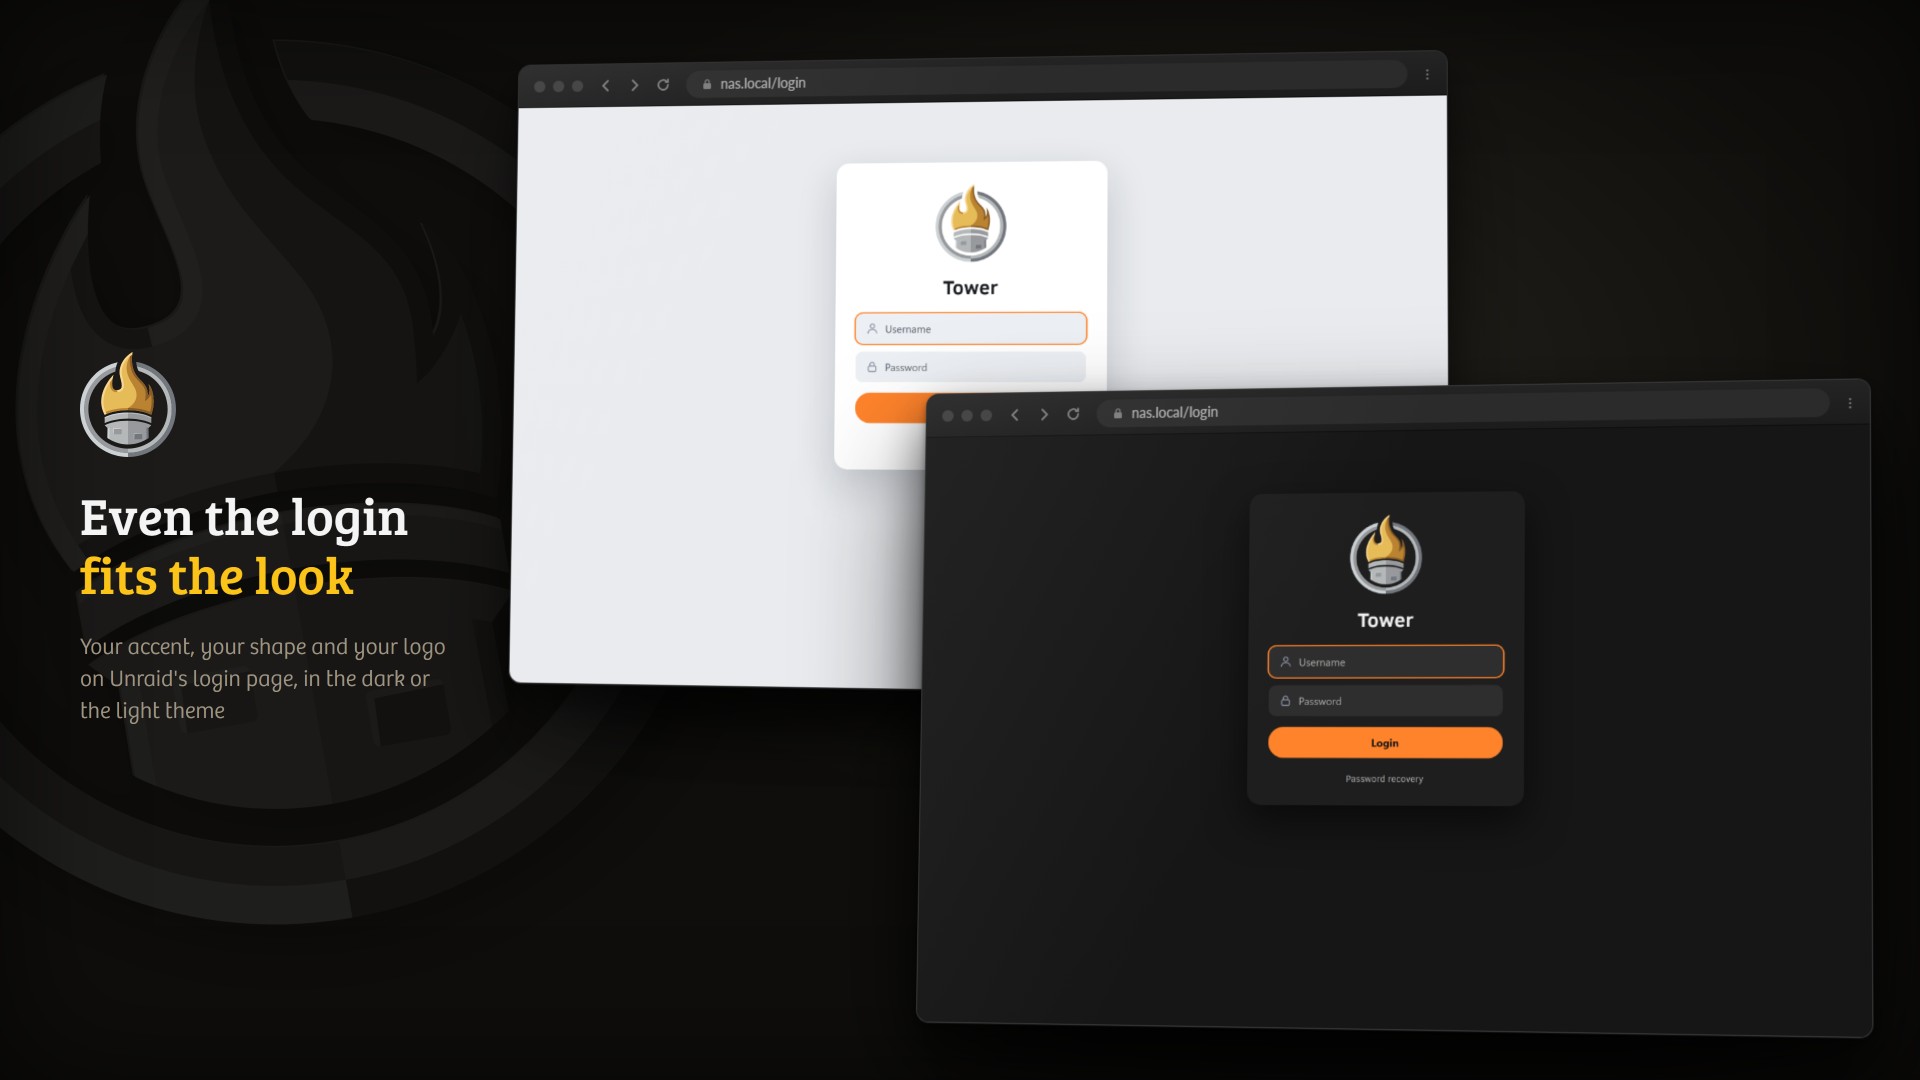 Even the login
fits the look
Your accent, your shape and your logo
on Unraid's login page, in the dark or
the light theme
nas.local/login
Tower
Username
Password
nas.local/login
Tower
Username
Password
Login
Password recovery